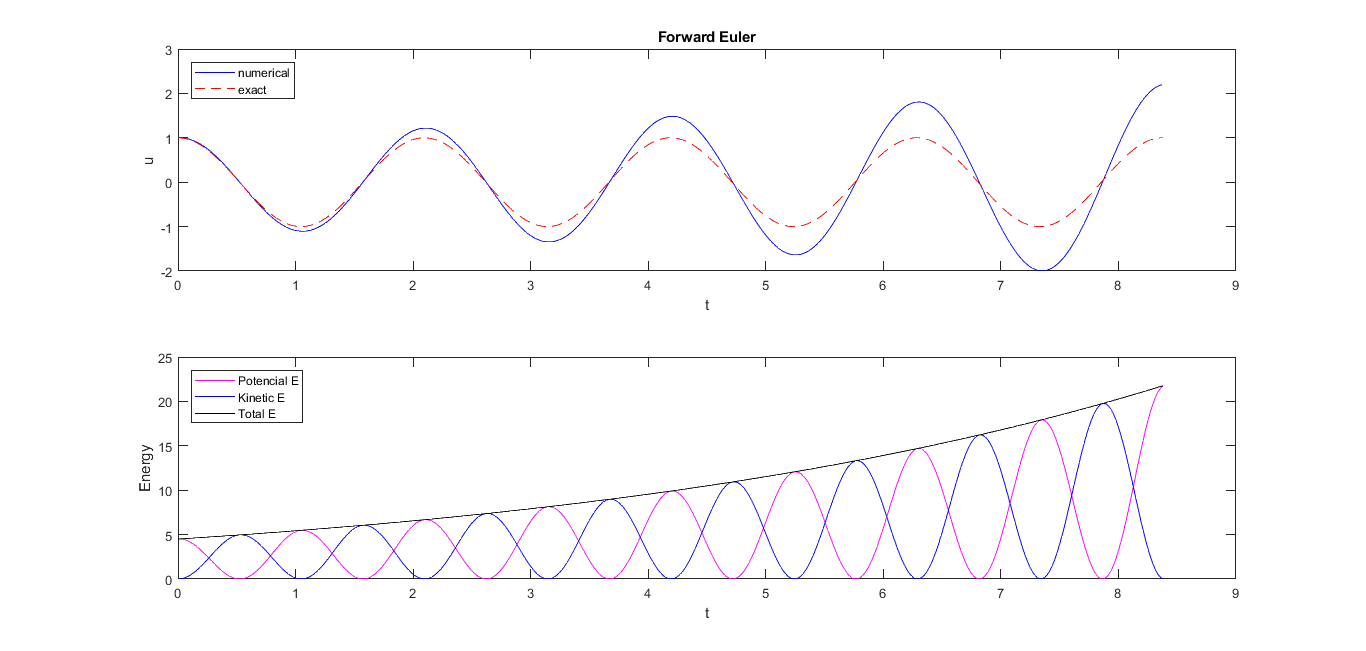 Forward Euler
3
2
1
0
-1
-2
u
numerical
exact
0 1 2 3 4 5 6 7 8 9
t
25
20
15
10
5
0
Energy
Potencial E
Kinetic E
Total E
0 1 2 3 4 5 6 7 8 9
t